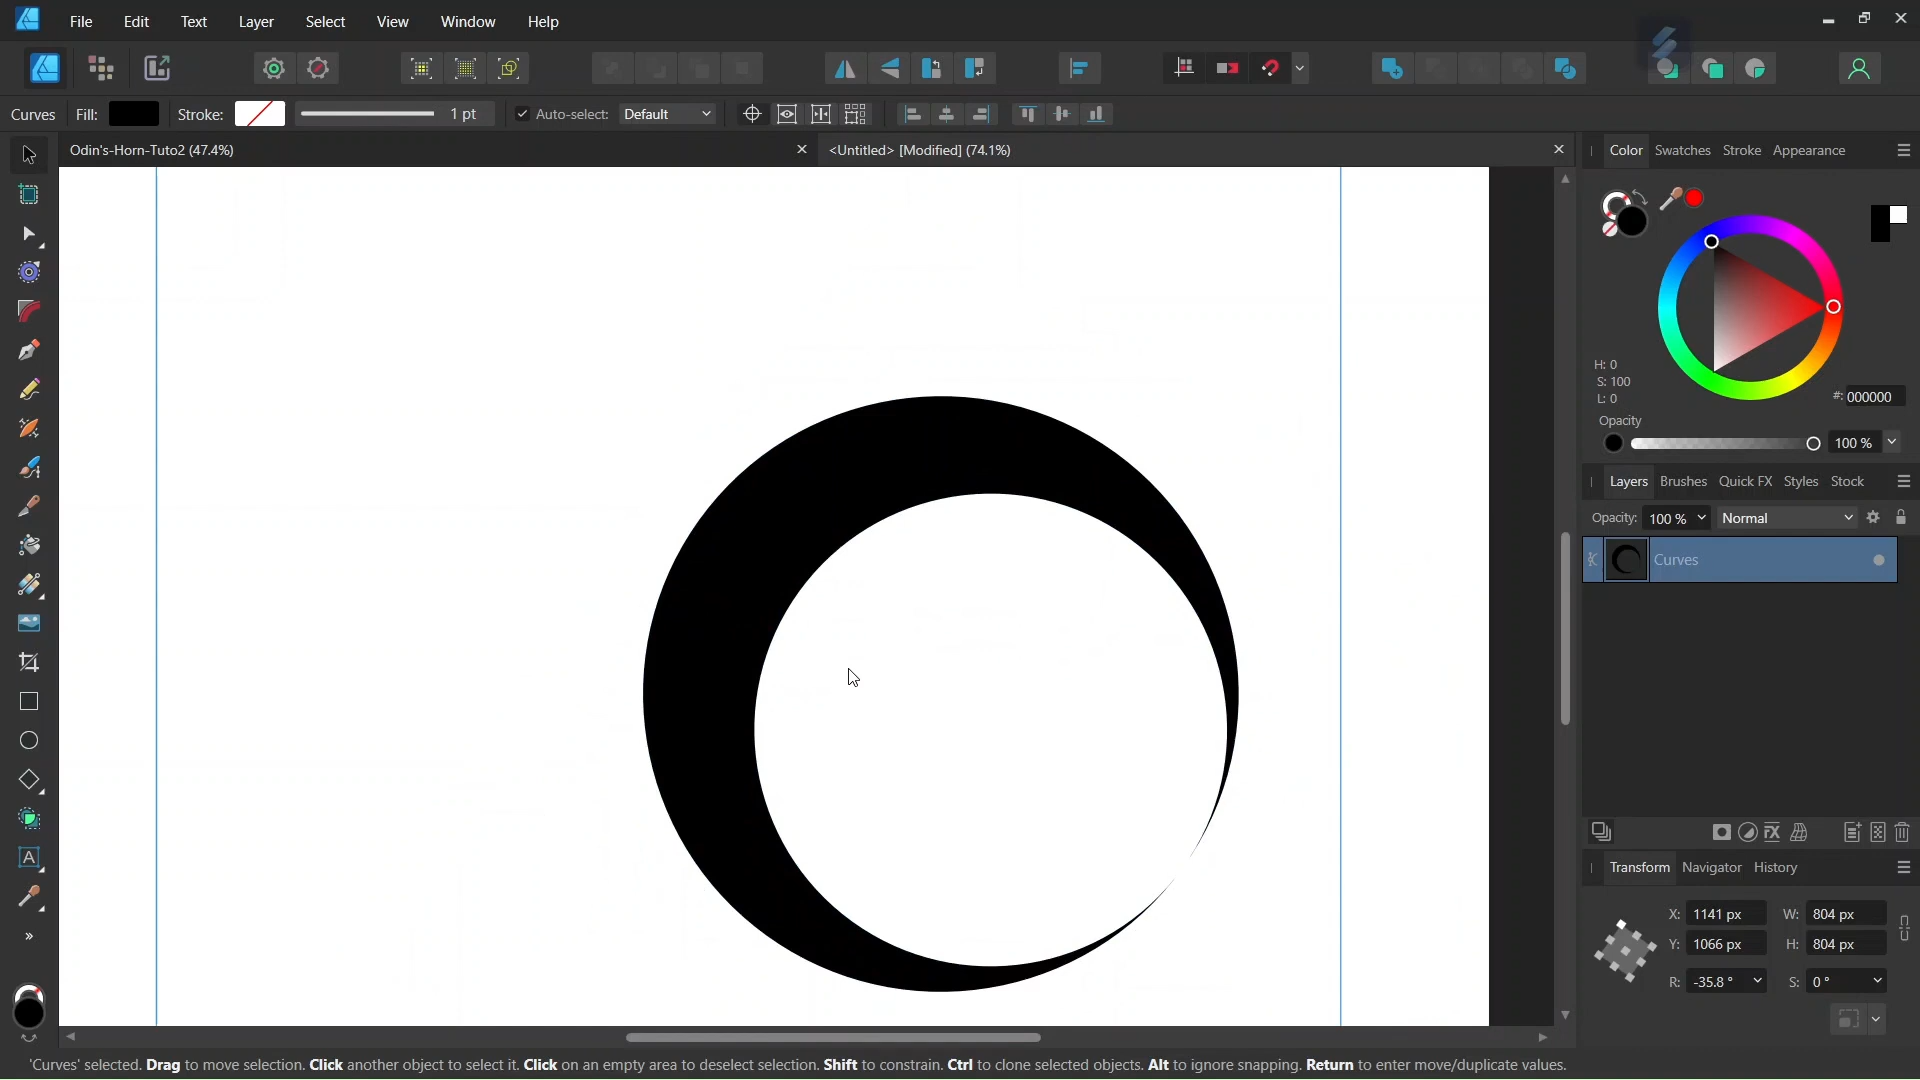 File Edit Text Layer Select View Window Help
Curves Fill: Stroke: 1 pt Auto-select: Default
Odin's-Horn-Tuto2 (47.4%) <Untitled> [Modified] (74.1%)
Color Swatches Stroke Appearance
H: 0
S: 100
L: 0
#: 000000
Opacity
100 %
Layers Brushes Quick FX Styles Stock
Opacity: 100 % Normal
Curves
Transform Navigator History
X: 1141 px W: 804 px
Y: 1066 px H: 804 px
R: -35.8 ° S: 0 °
'Curves' selected. Drag to move selection. Click another object to select it. Click on an empty area to deselect selection. Shift to constrain. Ctrl to clone selected objects. Alt to ignore snapping. Return to enter move/duplicate values.